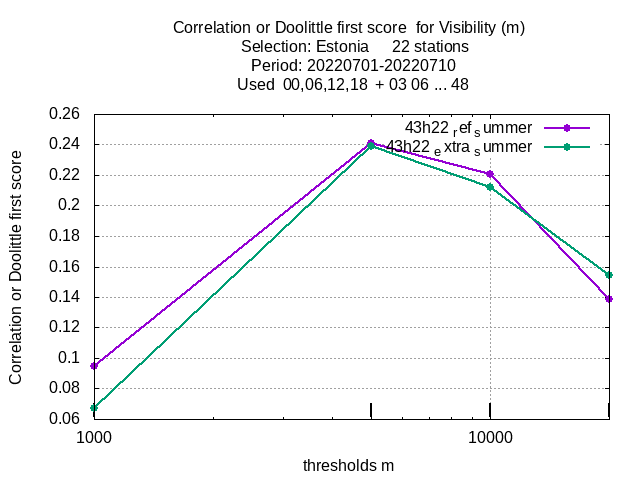 Correlation or Doolittle first score  for Visibility (m)
Selection: Estonia     22 stations
Period: 20220701-20220710
Used  00,06,12,18  + 03 06 ... 48
0.26
0.24
0.22
0.2
0.18
0.16
0.14
0.12
0.1
0.08
0.06
Correlation or Doolittle first score
43h22 ref summer
43h22 extra summer
1000
10000
thresholds m